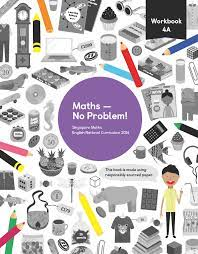 Workbook
4A
Maths —
No Problem!
Singapore Maths
English National Curriculum 2014
This book is made using
responsibly sourced paper.